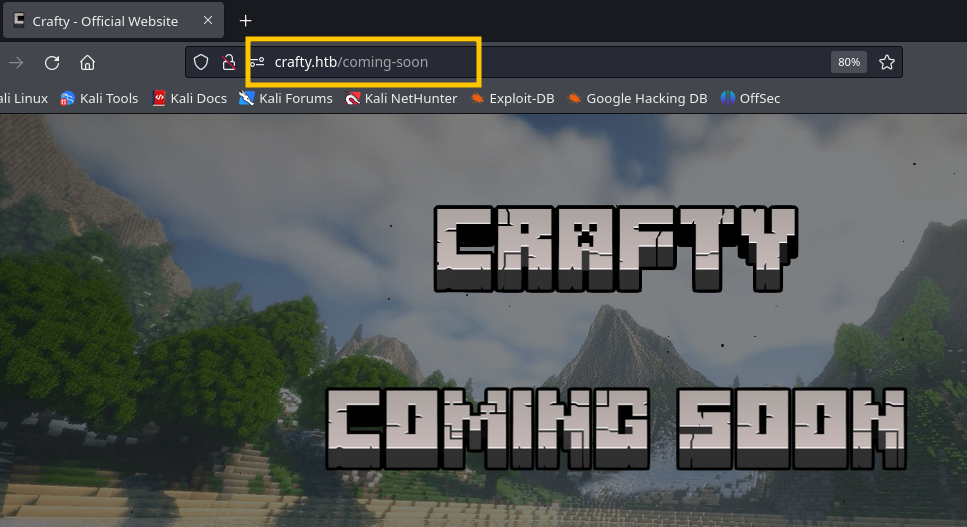 Crafty - Official Website
crafty.htb/coming-soon 80%
ali Linux Kali Tools Kali Docs Kali Forums Kali NetHunter Exploit-DB Google Hacking DB OffSec
CRAFTY
COMING SOON